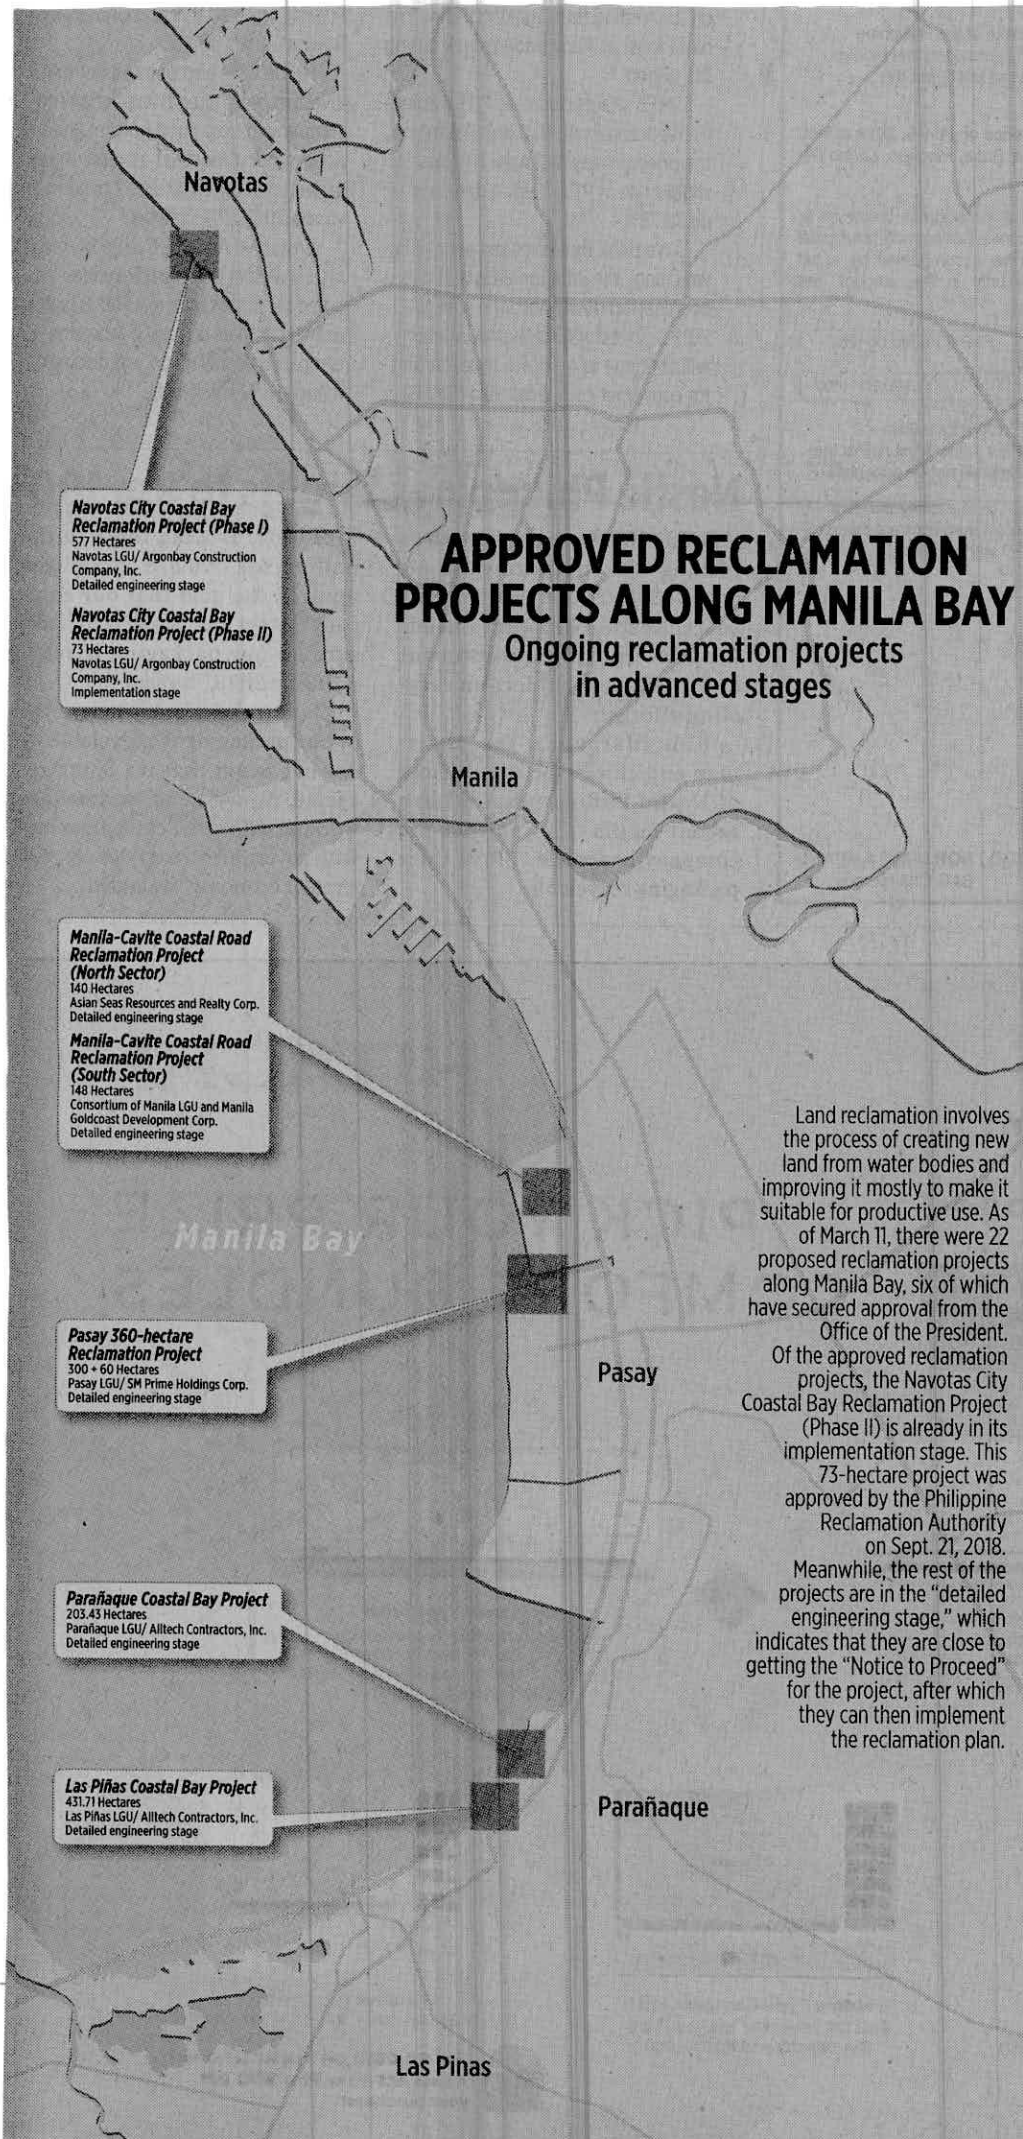 APPROVED RECLAMATION
PROJECTS ALONG MANILA BAY
Ongoing reclamation projects
in advanced stages
Navotas
Navotas City Coastal Bay
Reclamation Project (Phase I)
577 Hectares
Navotas LGU/ Argonbay Construction
Company, Inc.
Detailed engineering stage
Navotas City Coastal Bay
Reclamation Project (Phase II)
73 Hectares
Navotas LGU/ Argonbay Construction
Company, Inc.
Implementation stage
Manila
Manila-Cavite Coastal Road
Reclamation Project
(North Sector)
140 Hectares
Asian Seas Resources and Realty Corp.
Detailed engineering stage
Manila-Cavite Coastal Road
Reclamation Project
(South Sector)
148 Hectares
Consortium of Manila LGU and Manila
Goldcoast Development Corp.
Detailed engineering stage
Manila Bay
Pasay 360-hectare
Reclamation Project
300 + 60 Hectares
Pasay LGU/ SM Prime Holdings Corp.
Detailed engineering stage
Pasay
Parañaque Coastal Bay Project
203.43 Hectares
Parañaque LGU/ Alltech Contractors, Inc.
Detailed engineering stage
Las Piñas Coastal Bay Project
431.71 Hectares
Las Piñas LGU/ Alltech Contractors, Inc.
Detailed engineering stage
Parañaque
Las Pinas
Land reclamation involves
the process of creating new
land from water bodies and
improving it mostly to make it
suitable for productive use. As
of March 11, there were 22
proposed reclamation projects
along Manila Bay, six of which
have secured approval from the
Office of the President.
Of the approved reclamation
projects, the Navotas City
Coastal Bay Reclamation Project
(Phase II) is already in its
implementation stage. This
73-hectare project was
approved by the Philippine
Reclamation Authority
on Sept. 21, 2018.
Meanwhile, the rest of the
projects are in the “detailed
engineering stage,” which
indicates that they are close to
getting the “Notice to Proceed”
for the project, after which
they can then implement
the reclamation plan.